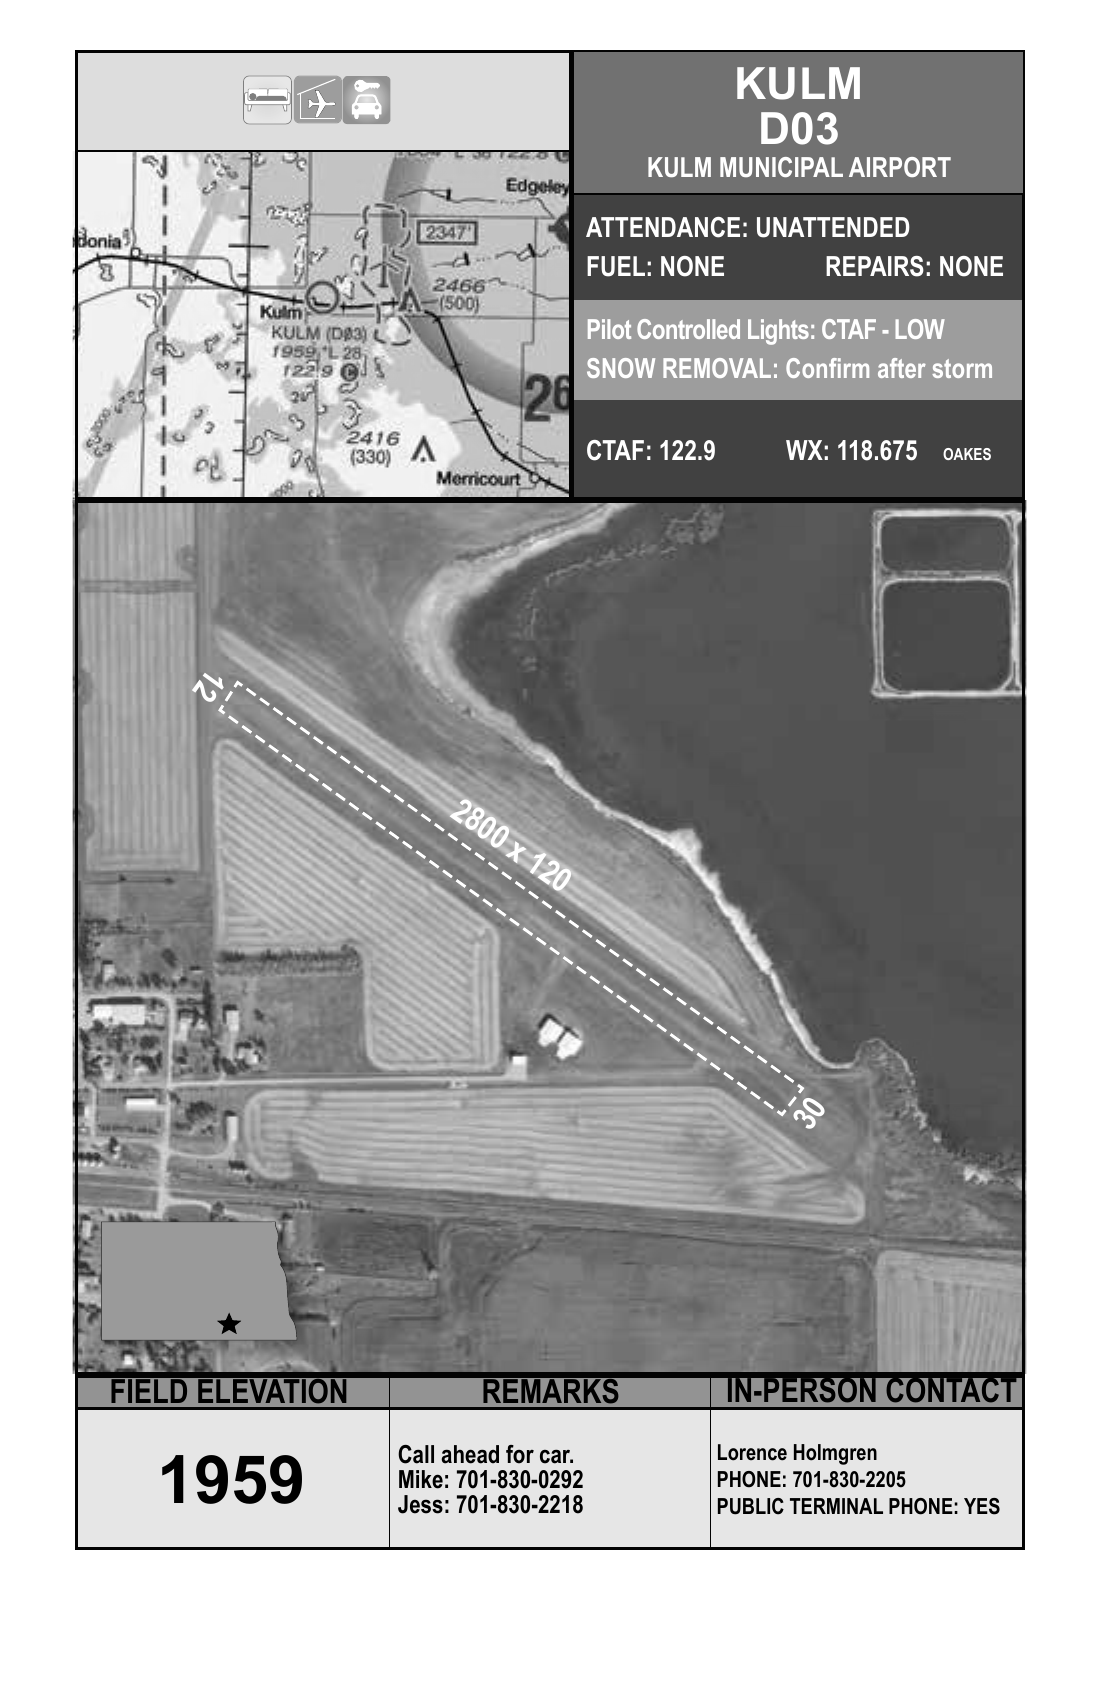 KULM
D03
KULM MUNICIPAL AIRPORT
ATTENDANCE: UNATTENDED
FUEL: NONE REPAIRS: NONE
Pilot Controlled Lights: CTAF - LOW
SNOW REMOVAL: Confirm after storm
CTAF: 122.9 WX: 118.675 OAKES
Edgeley
donia
2347'
2466
(500)
Kulm
KULM (D03)
1959 *L 28
122.9 C
26
2416
(330)
Merricourt
12
2800 x 120
30
FIELD ELEVATION
1959
REMARKS
Call ahead for car.
Mike: 701-830-0292
Jess: 701-830-2218
IN-PERSON CONTACT
Lorence Holmgren
PHONE: 701-830-2205
PUBLIC TERMINAL PHONE: YES